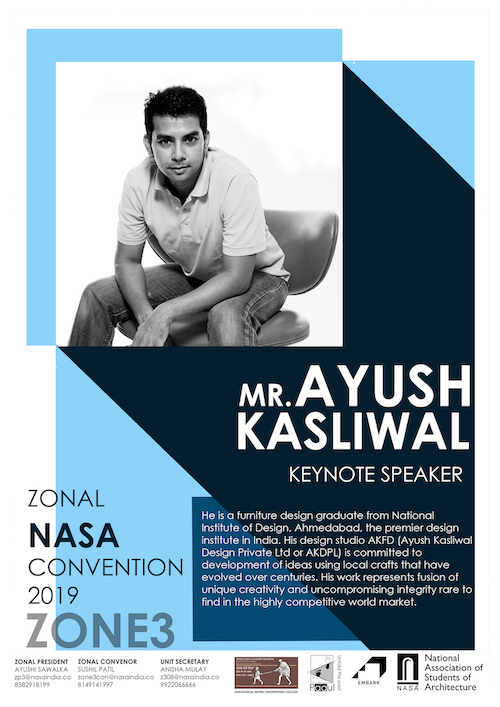 MR. AYUSH
KASLIWAL
KEYNOTE SPEAKER
ZONAL
NASA
CONVENTION
2019
ZONE3
He is a furniture design graduate from National
Institute of Design, Ahmedabad, the premier design
institute in India. His design studio AKFD (Ayush Kasliwal
Design Private Ltd or AKDPL) is committed to
development of ideas using local crafts that have
evolved over centuries. His work represents fusion of
unique creativity and uncompromising integrity rare to
find in the highly competitive world market.
ZONAL PRESIDENT
AYUSHI SAWALKA
zp3@nasaindia.co
8582918199
ZONAL CONVENOR
SUSHIL PATIL
zone3con@nasaindia.co
8149141997
UNIT SECRETARY
ANISHA MULAY
z308@nasaindia.co
9922066666
EMBARK
NASA
National
Association of
Students of
Architecture